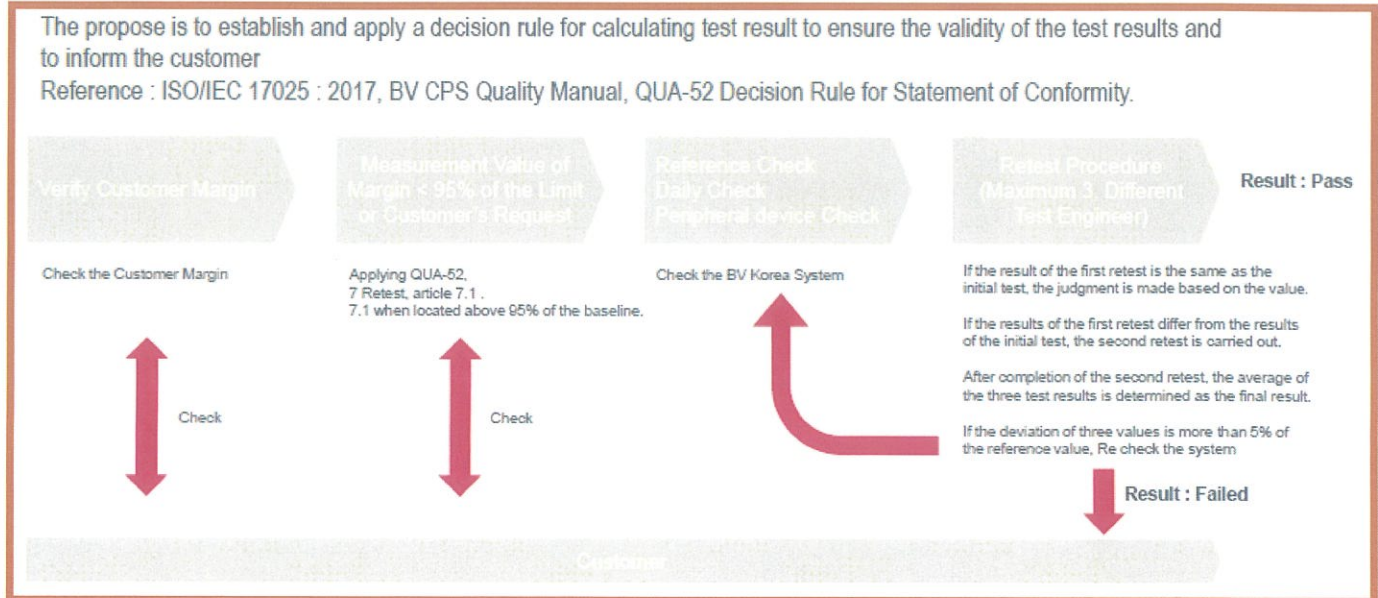 The propose is to establish and apply a decision rule for calculating test result to ensure the validity of the test results and
to inform the customer
Reference : ISO/IEC 17025 : 2017, BV CPS Quality Manual, QUA-52 Decision Rule for Statement of Conformity.
Verify Customer Margin
Measurement Value of
Margin < 95% of the Limit
or Customer's Request
Reference Check
Daily Check
Peripheral device Check
Retest Procedure
(Maximum 3, Different
Test Engineer)
Result : Pass
Check the Customer Margin
Applying QUA-52,
7 Retest, article 7.1 .
7.1 when located above 95% of the baseline.
Check the BV Korea System
If the result of the first retest is the same as the
initial test, the judgment is made based on the value.
If the results of the first retest differ from the results
of the initial test, the second retest is carried out.
After completion of the second retest, the average of
the three test results is determined as the final result.
If the deviation of three values is more than 5% of
the reference value, Re check the system
Check
Check
Result : Failed
Customer